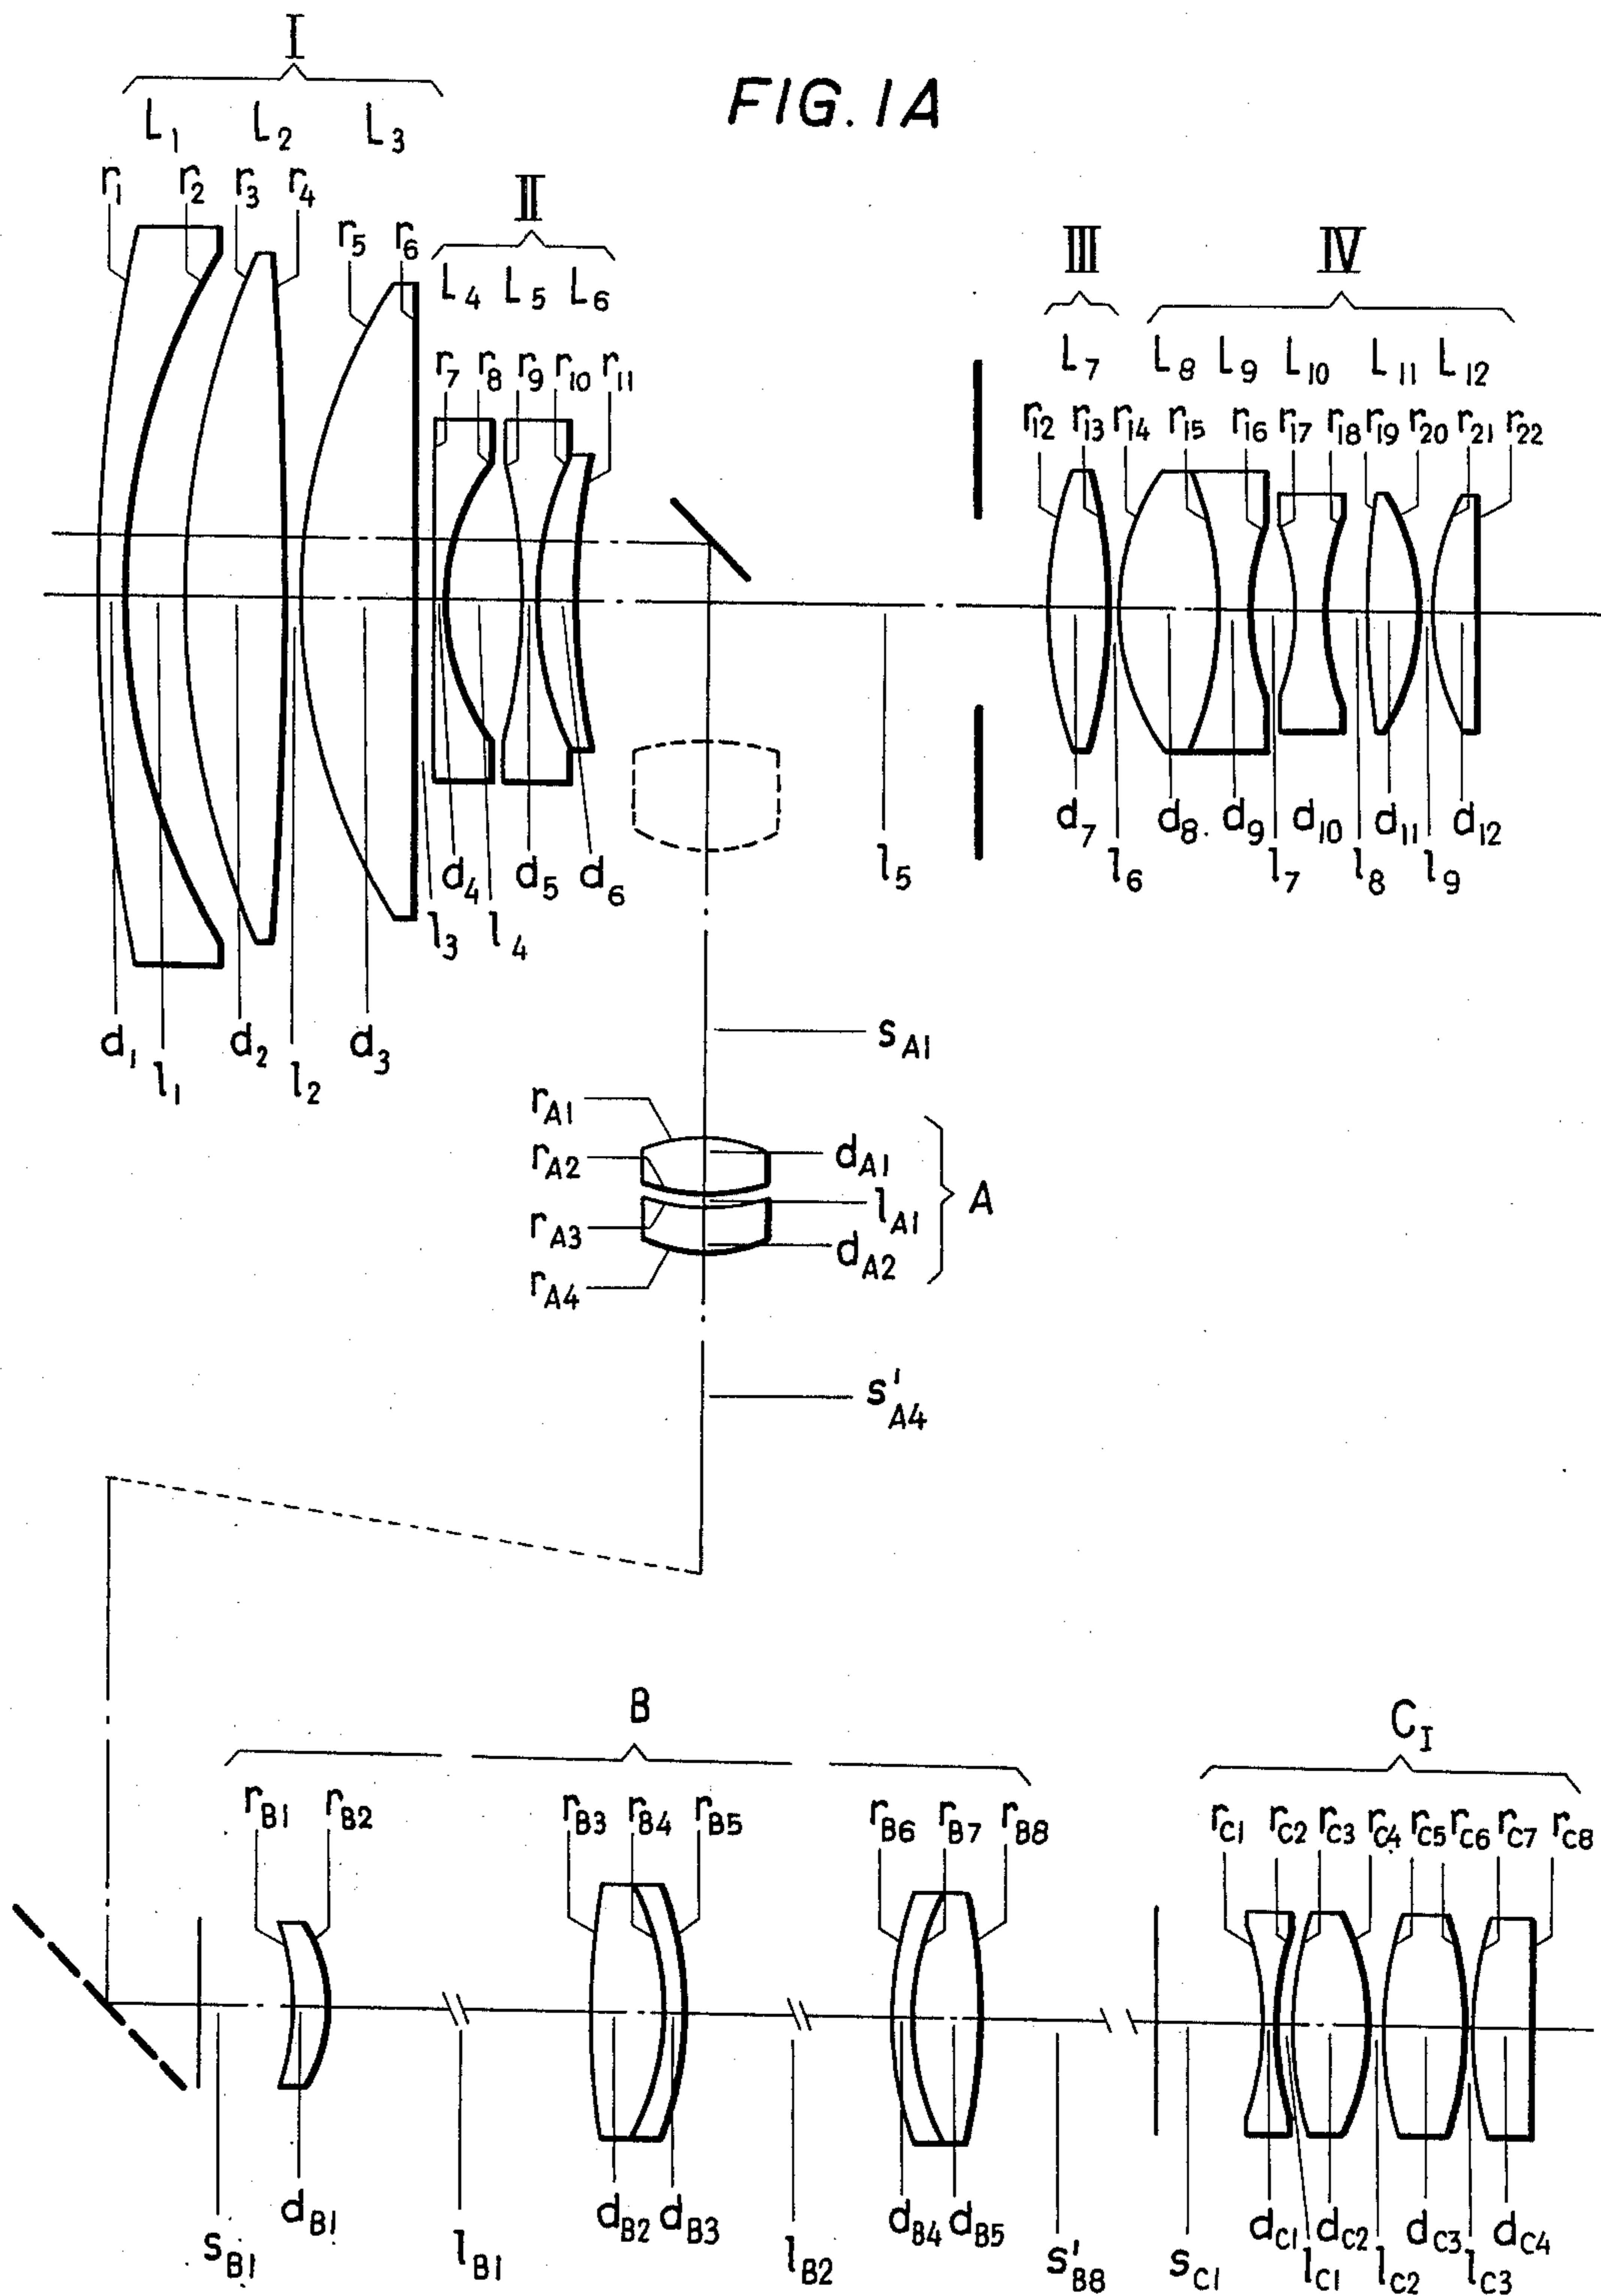 I
FIG. 1A
L1 L2 L3
r1 r2 r3 r4
II
r5 r6
L4 L5 L6
III IV
r7 r8 r9 r10 r11
L7 L8 L9 L10 L11 L12
r12 r13 r14 r15 r16 r17 r18 r19 r20 r21 r22
d7 d8 d9 d10 d11 d12
d4 d5 d6 l5 l6 l7 l8 l9
l3 l4
d1 d2 d3
l1 l2
sA1
rA1
dA1
rA2
lA1 A
rA3
dA2
rA4
s'A4
B CI
rB1 rB2 rB3 rB4 rB5 rB6 rB7 rB8 rC1 rC2 rC3 rC4 rC5 rC6 rC7 rC8
dB1 dB2 dB3 dB4 dB5 dC1 dC2 dC3 dC4
sB1 lB1 lB2 s'B8 sC1 lC1 lC2 lC3